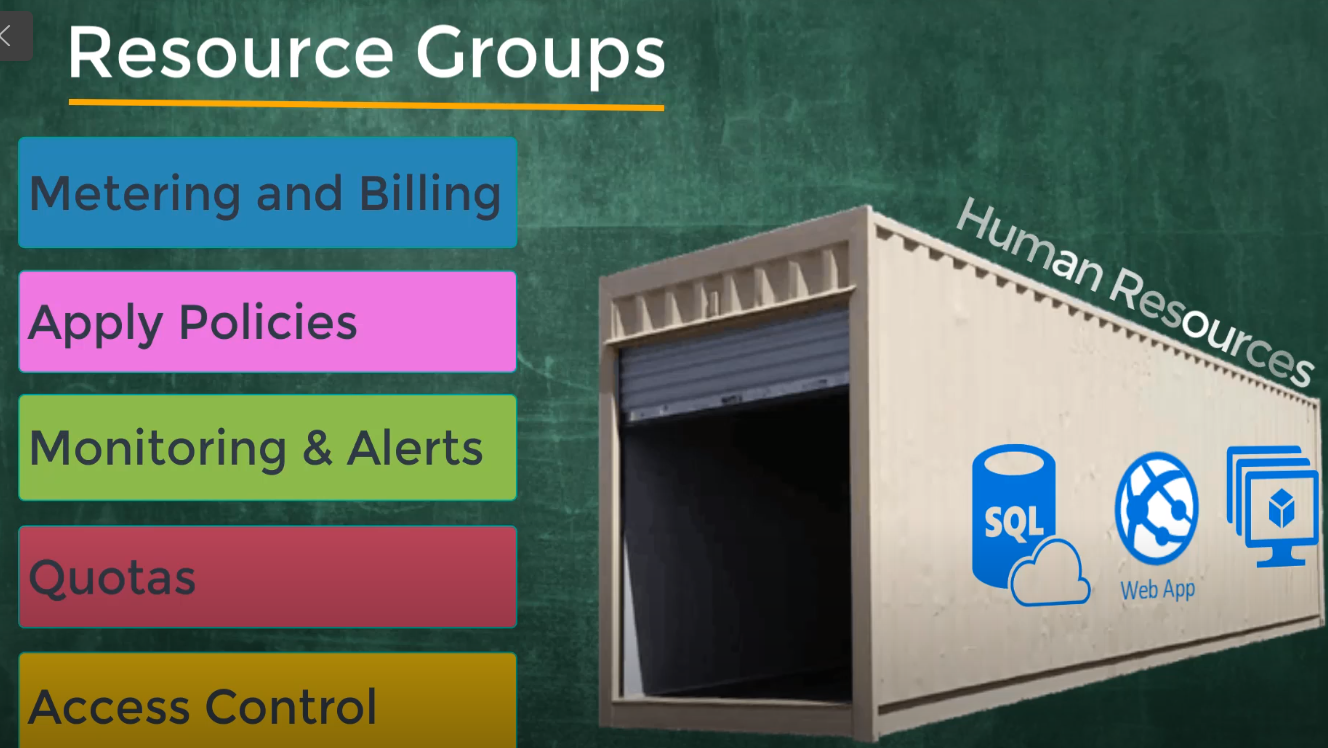 Resource Groups
Metering and Billing
Apply Policies
Monitoring & Alerts
Quotas
Access Control
Human Resources
SQL
Web App